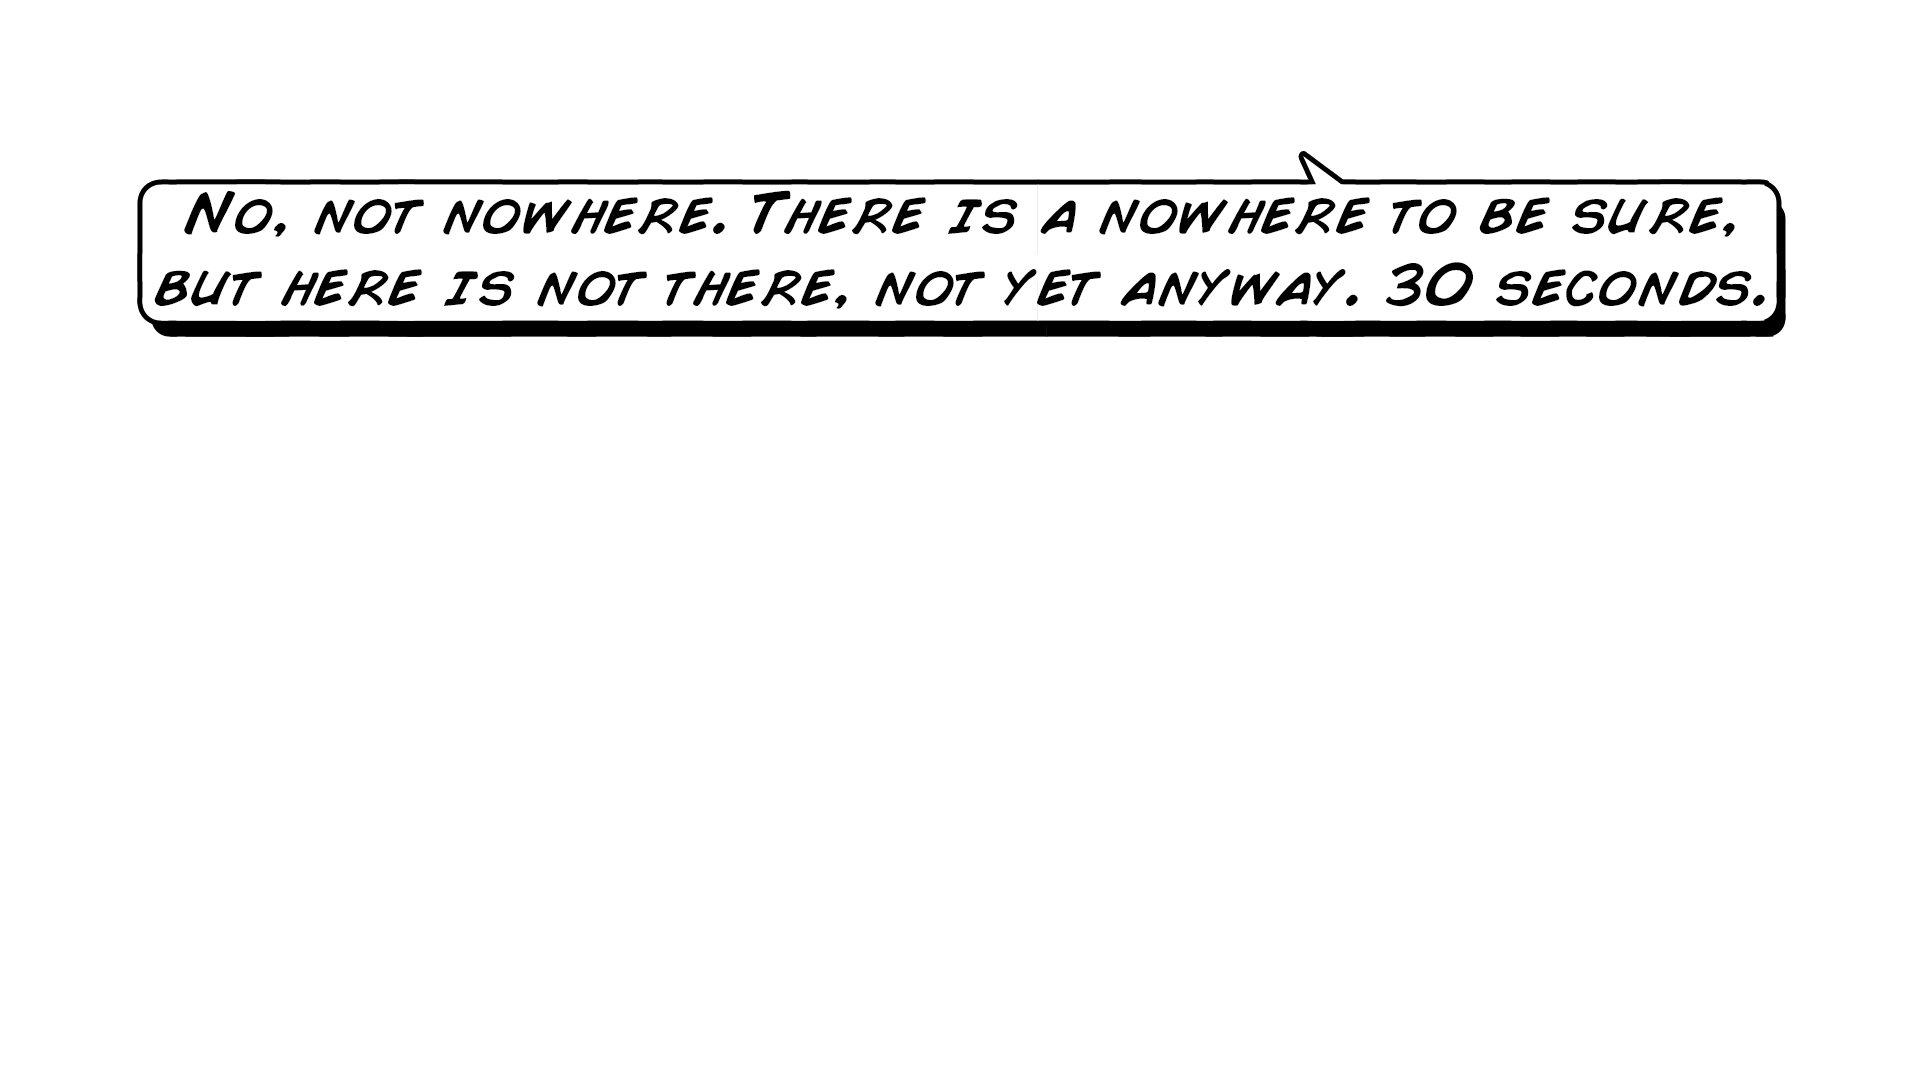 No, not nowhere. There is a nowhere to be sure,
but here is not there, not yet anyway. 30 seconds.